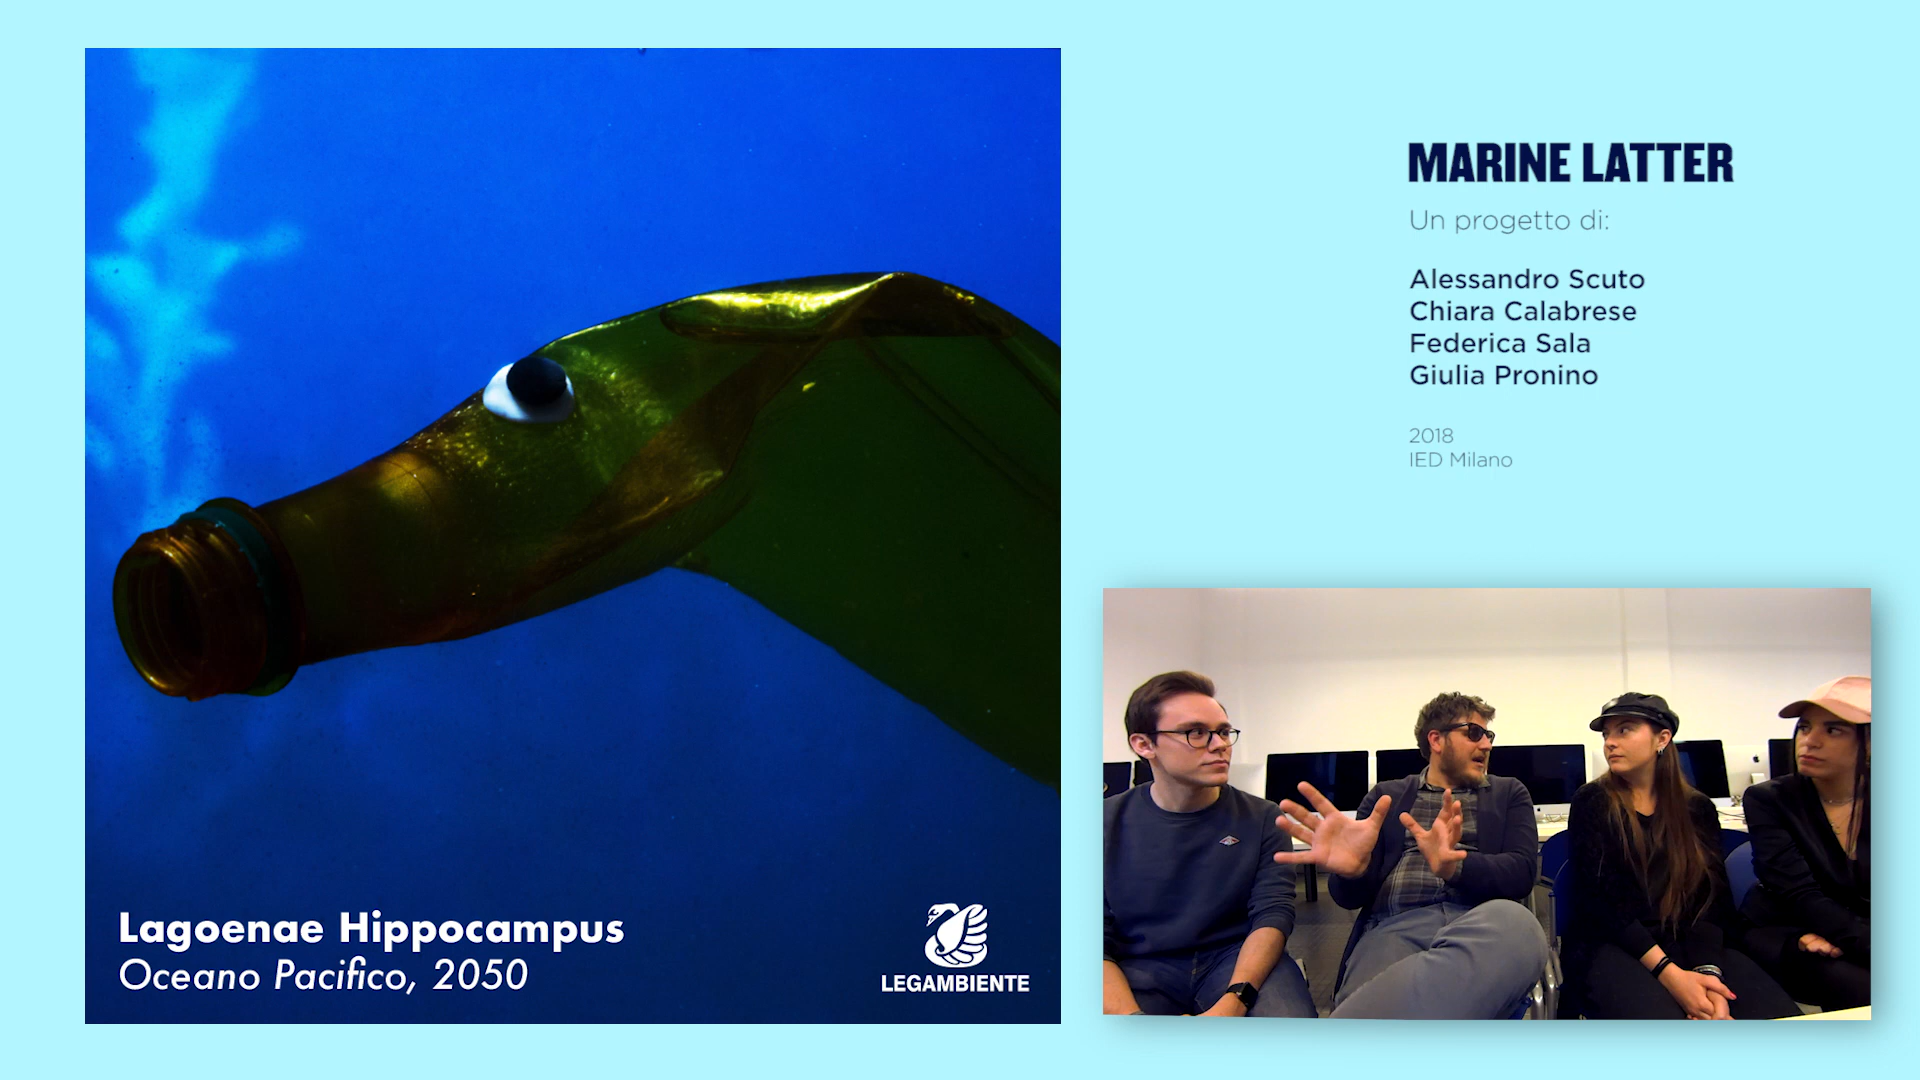 MARINE LATTER
Un progetto di:
Alessandro Scuto
Chiara Calabrese
Federica Sala
Giulia Pronino
2018
IED Milano
Lagoenae Hippocampus
Oceano Pacifico, 2050
LEGAMBIENTE